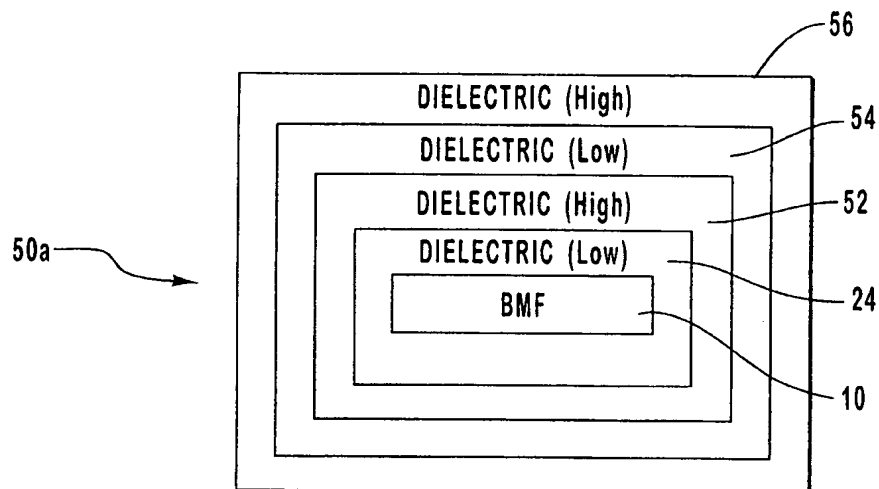 56
DIELECTRIC (High)
54
DIELECTRIC (Low)
52
DIELECTRIC (High)
50a
DIELECTRIC (Low)
24
BMF
10